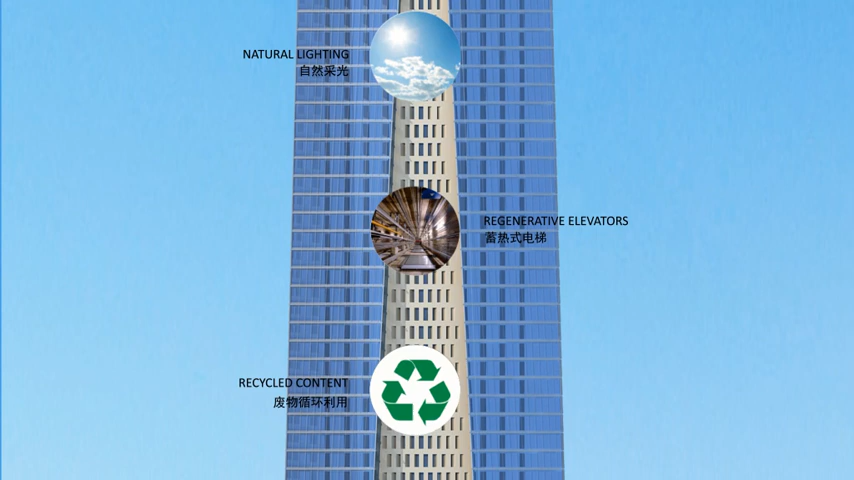 NATURAL LIGHTING
自然采光
REGENERATIVE ELEVATORS
蓄热式电梯
RECYCLED CONTENT
废物循环利用